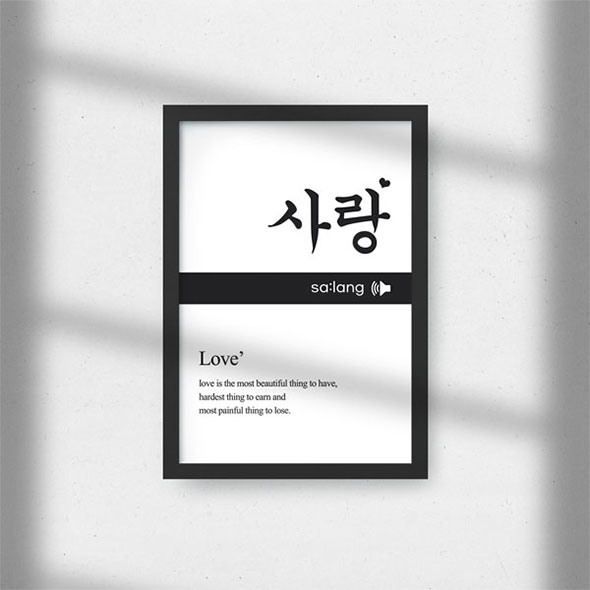 사랑
sa:lang
Love’
love is the most beautiful thing to have,
hardest thing to earn and
most painful thing to lose.